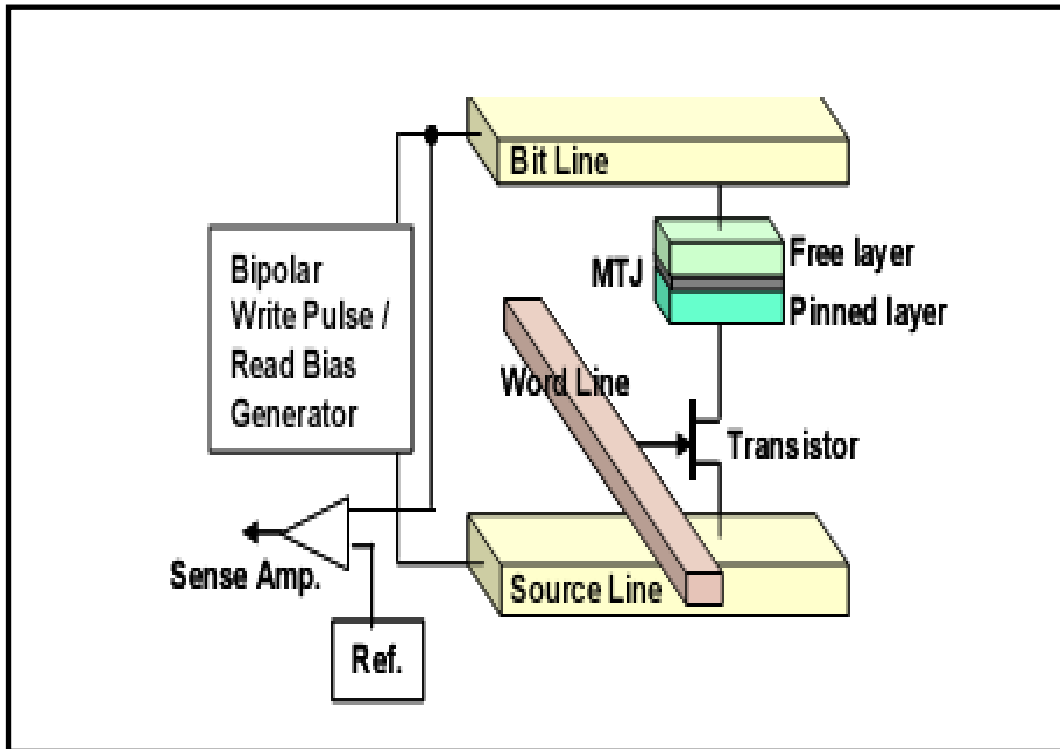 Bit Line
Free layer
MTJ
Pinned layer
Bipolar
Write Pulse /
Read Bias
Generator
Word Line
Transistor
Sense Amp.
Source Line
Ref.